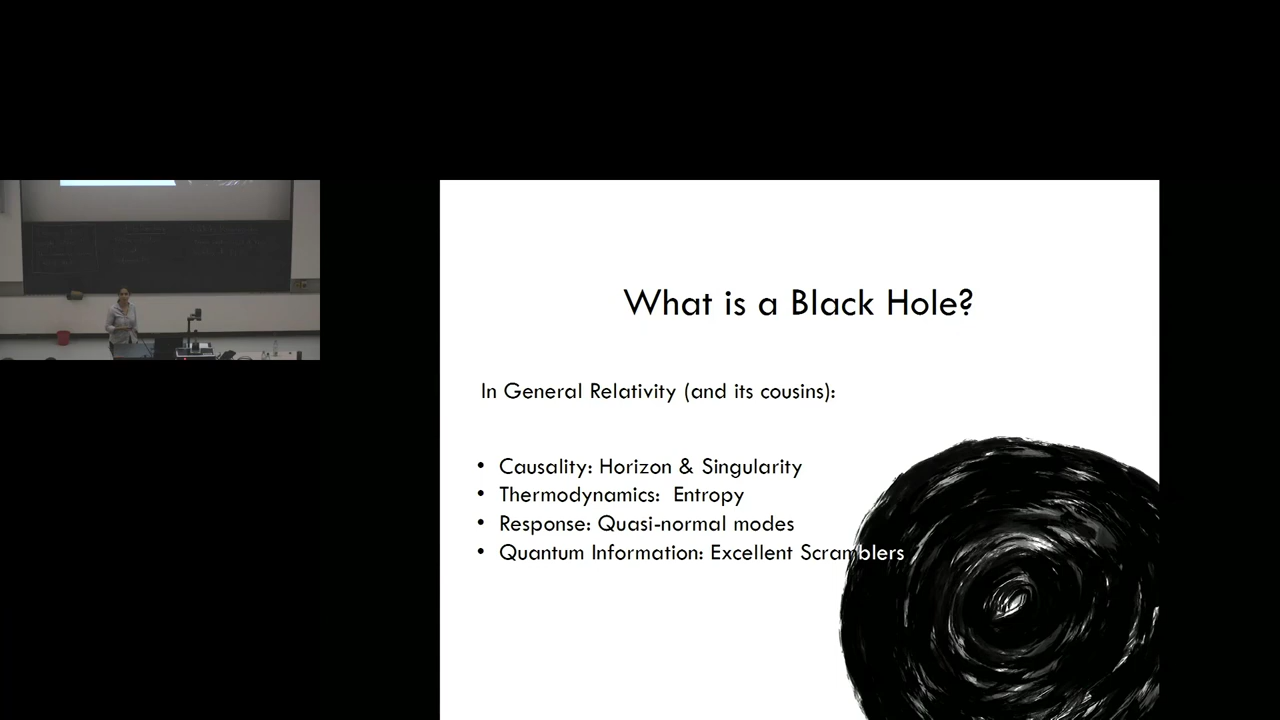 What is a Black Hole?
In General Relativity (and its cousins):
• Causality: Horizon & Singularity
• Thermodynamics: Entropy
• Response: Quasi-normal modes
• Quantum Information: Excellent Scramblers